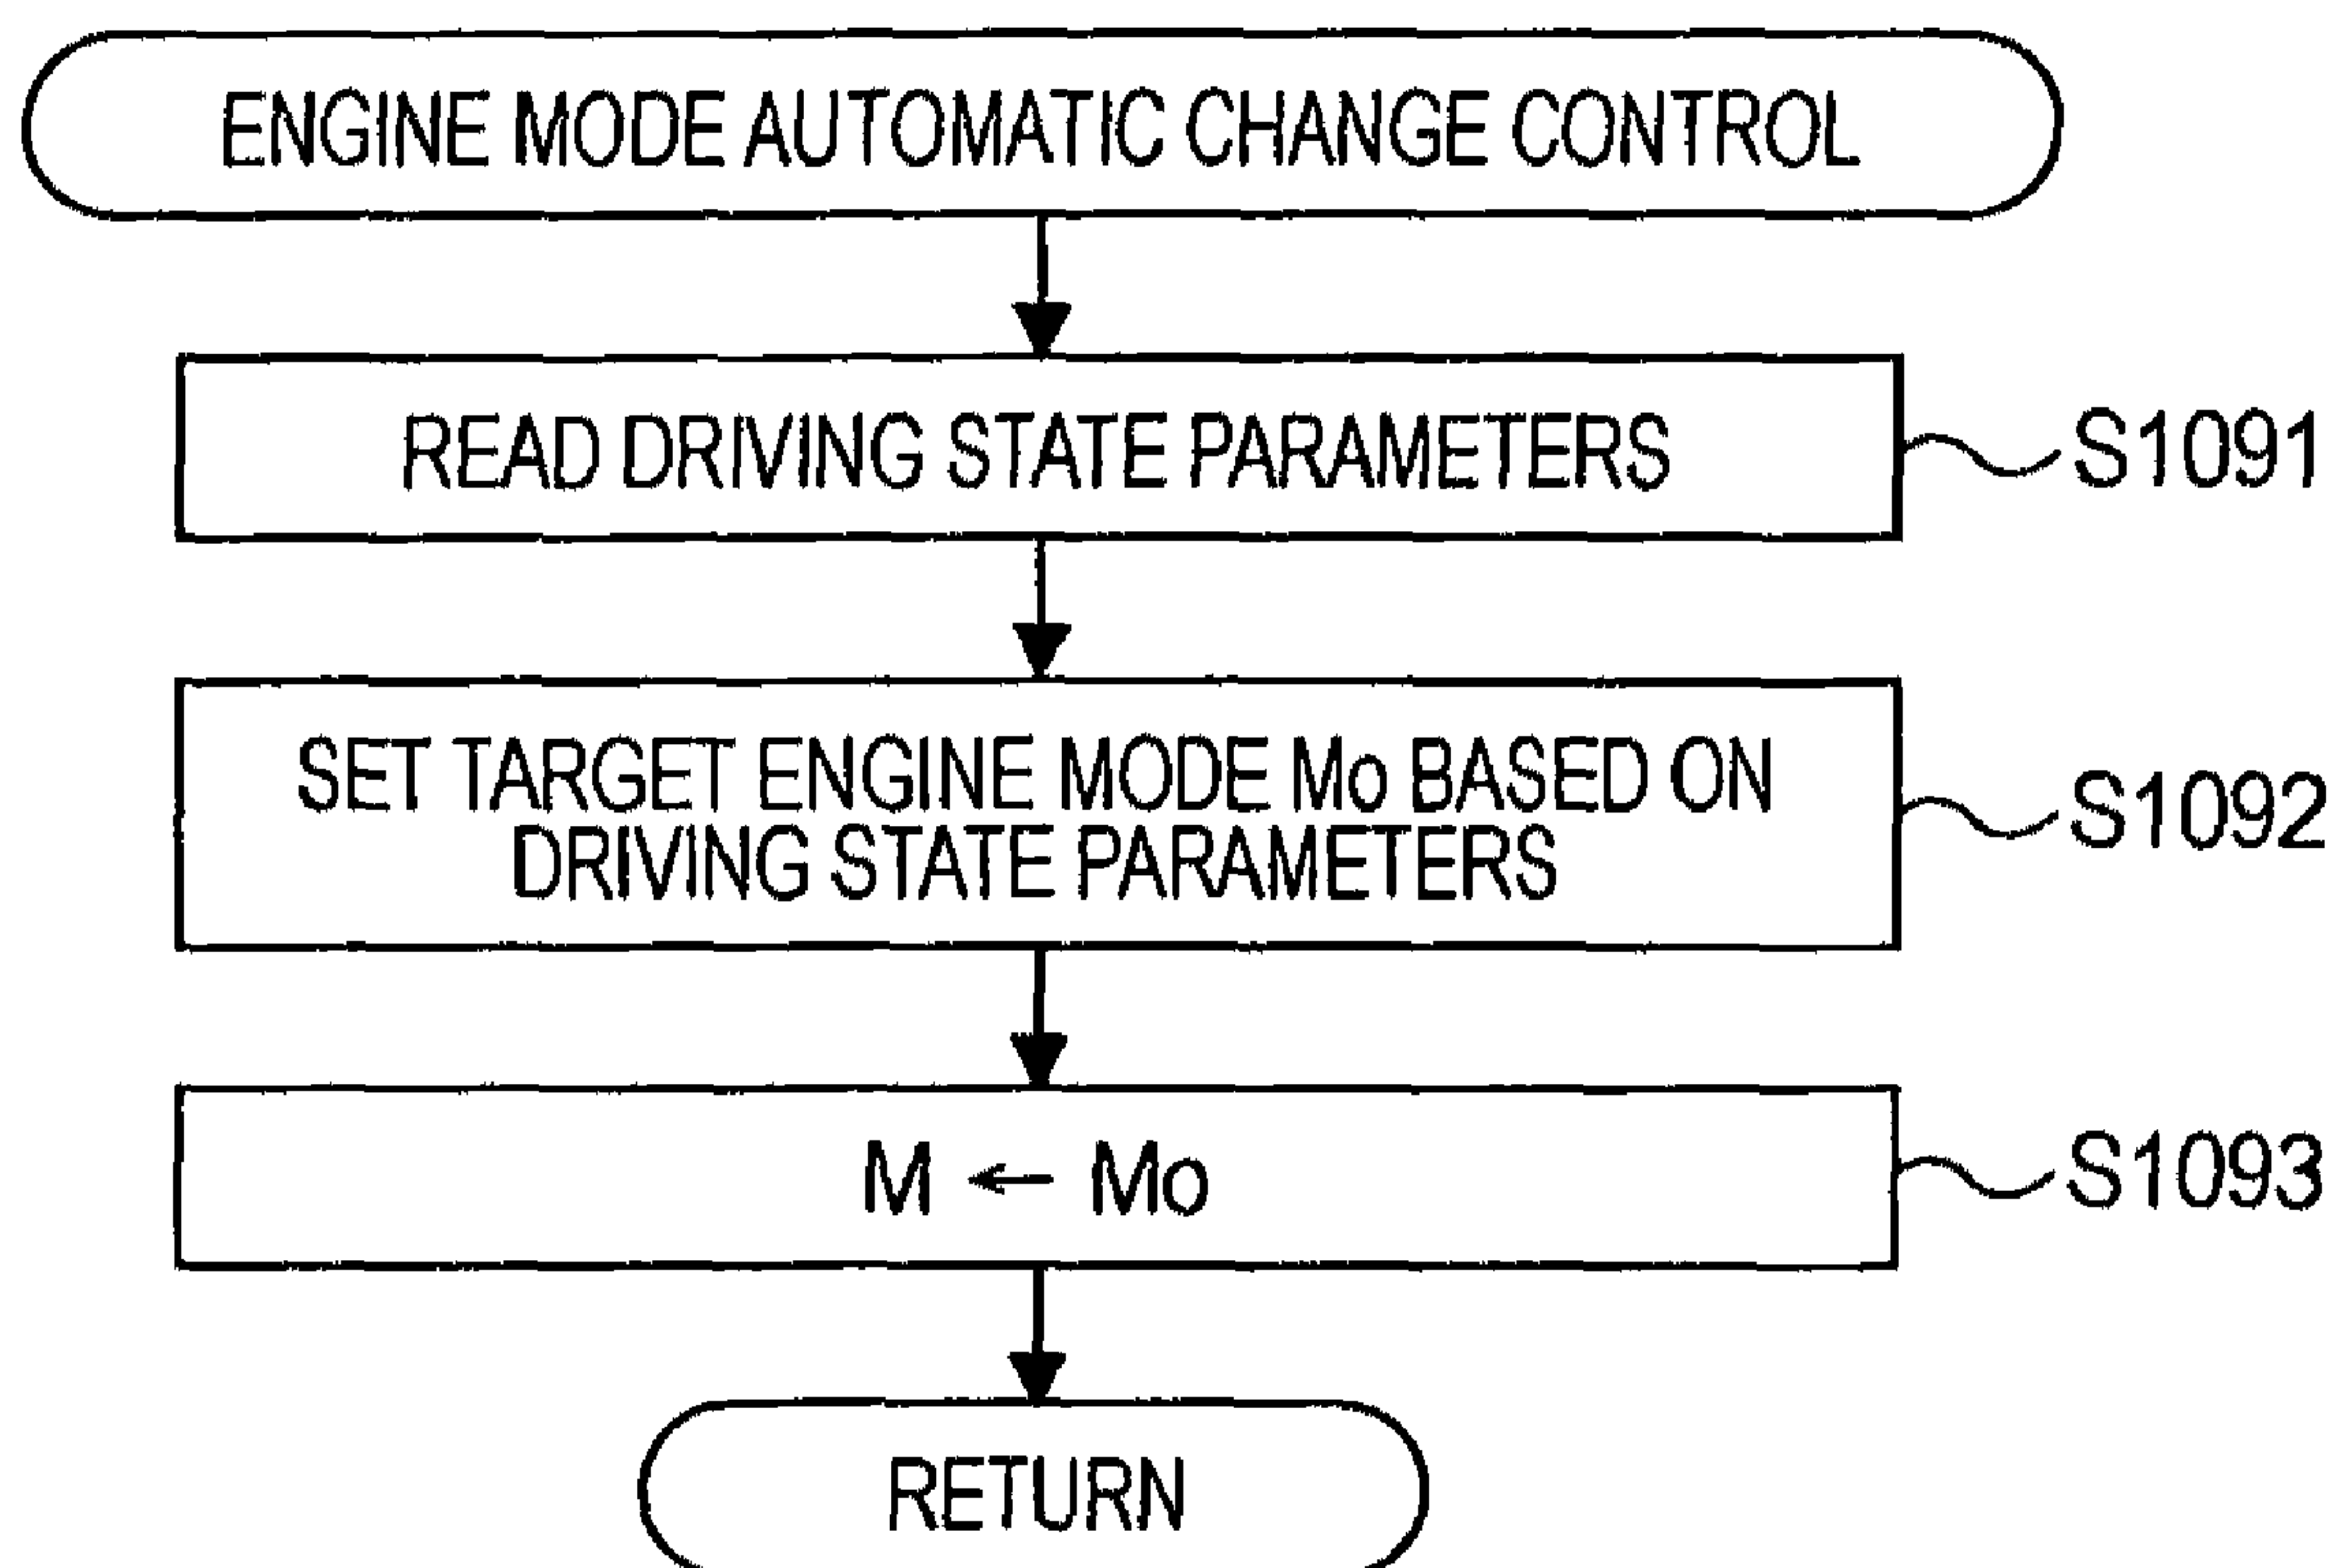 ENGINE MODE AUTOMATIC CHANGE CONTROL
READ DRIVING STATE PARAMETERS
S1091
SET TARGET ENGINE MODE Mo BASED ON
DRIVING STATE PARAMETERS
S1092
M ← Mo
S1093
RETURN